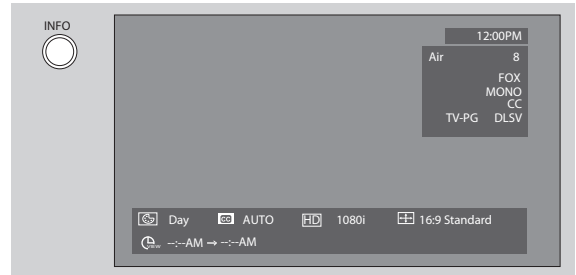 INFO
12:00PM
Air 8
FOX
MONO
CC
TV-PG DLSV
Day CC AUTO HD 1080i 16:9 Standard
--:--AM → --:--AM